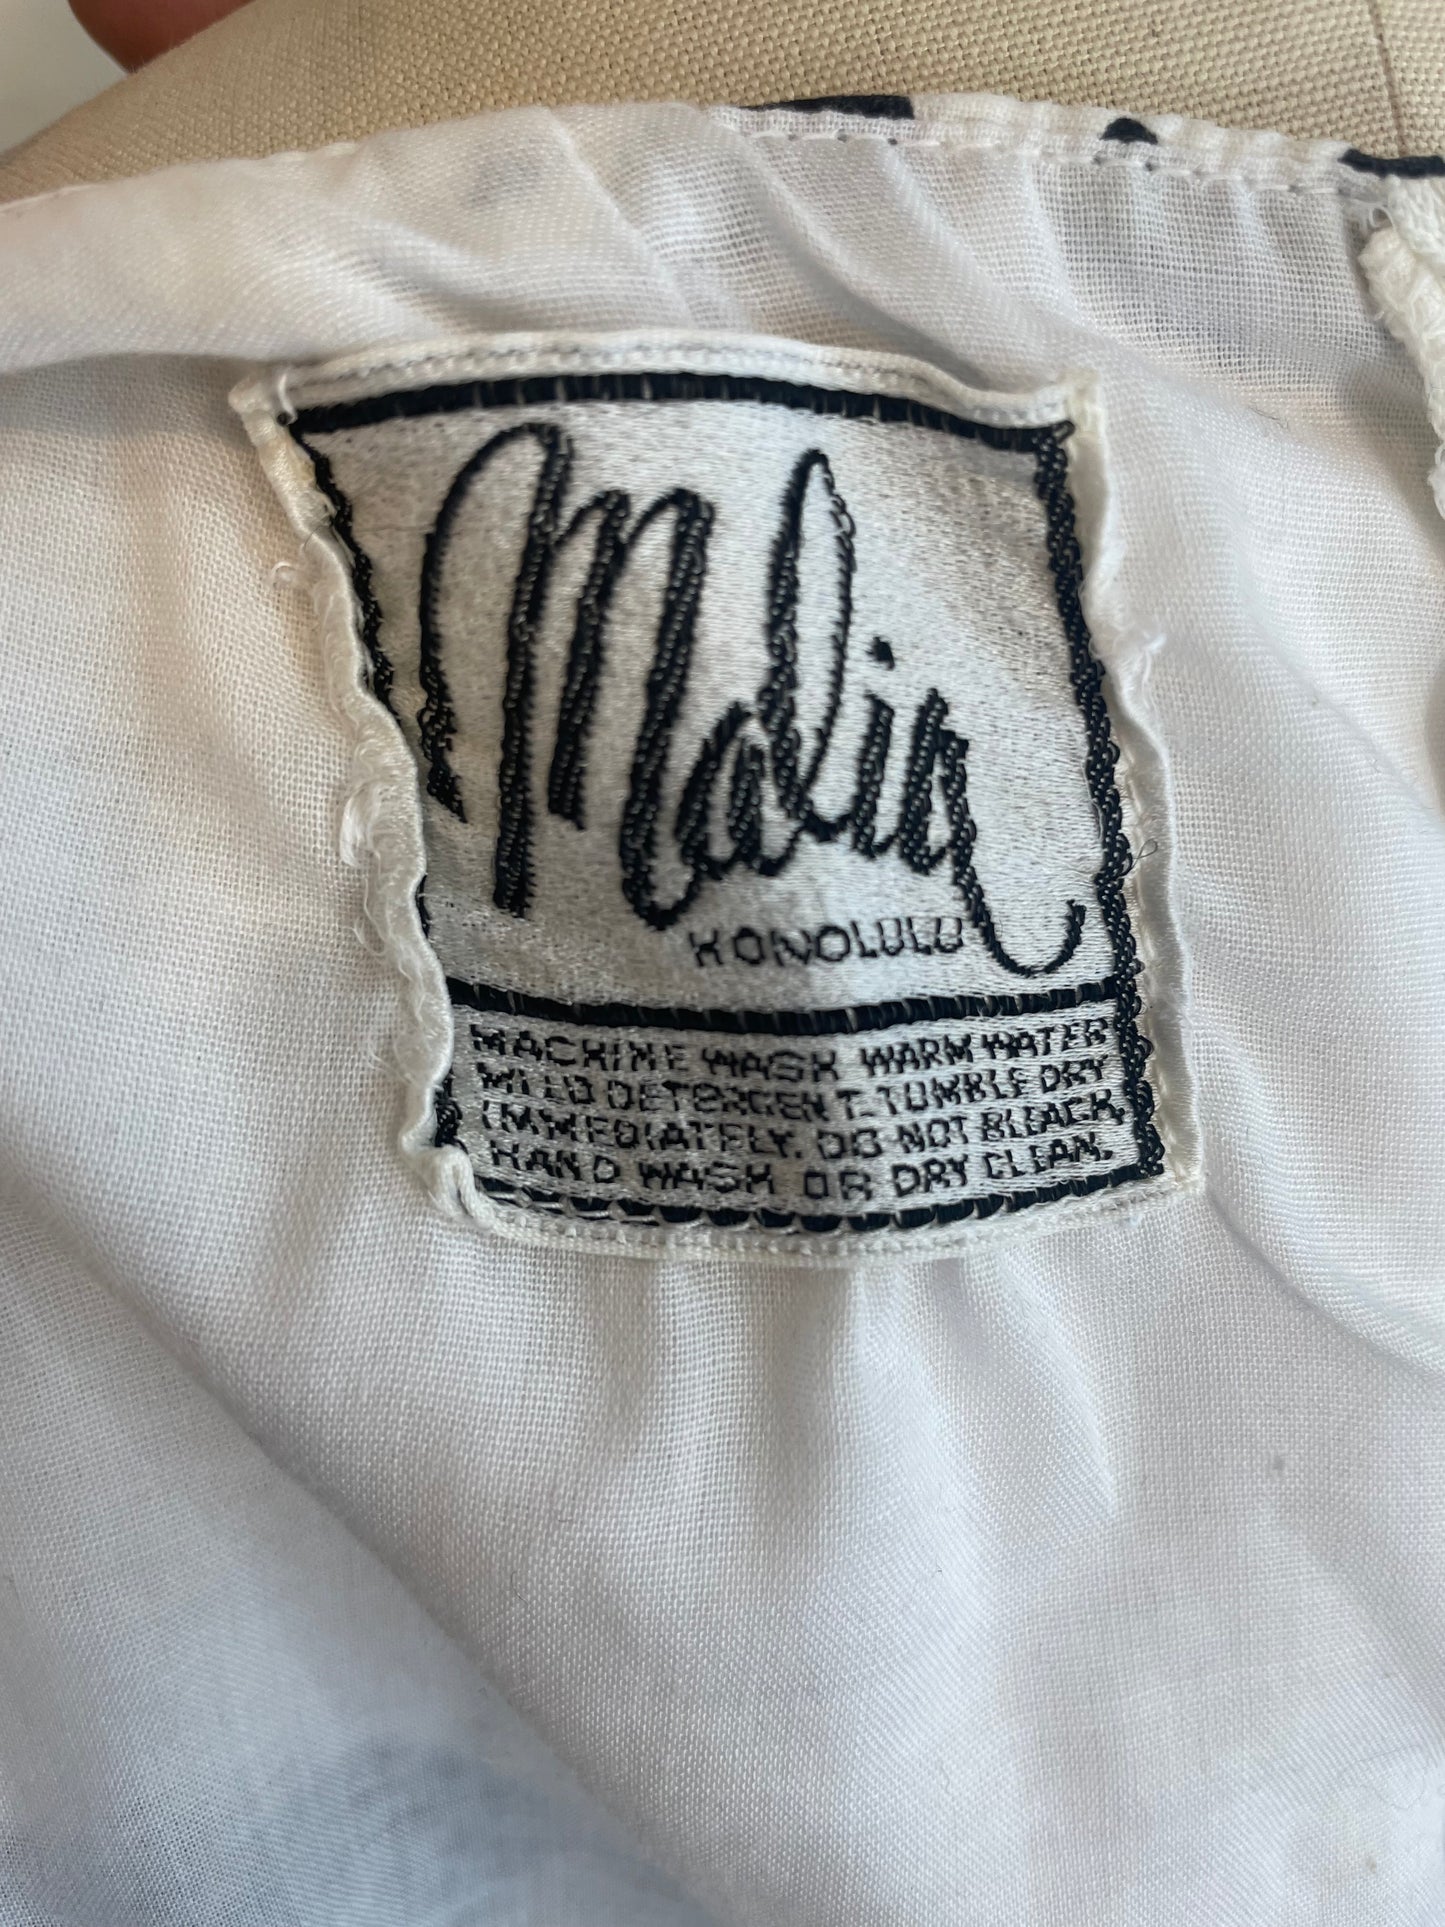 Malia
HONOLULU
MACHINE WASH WARM WATER
MILD DETERGENT. TUMBLE DRY
IMMEDIATELY. DO NOT BLEACH.
HAND WASH OR DRY CLEAN.